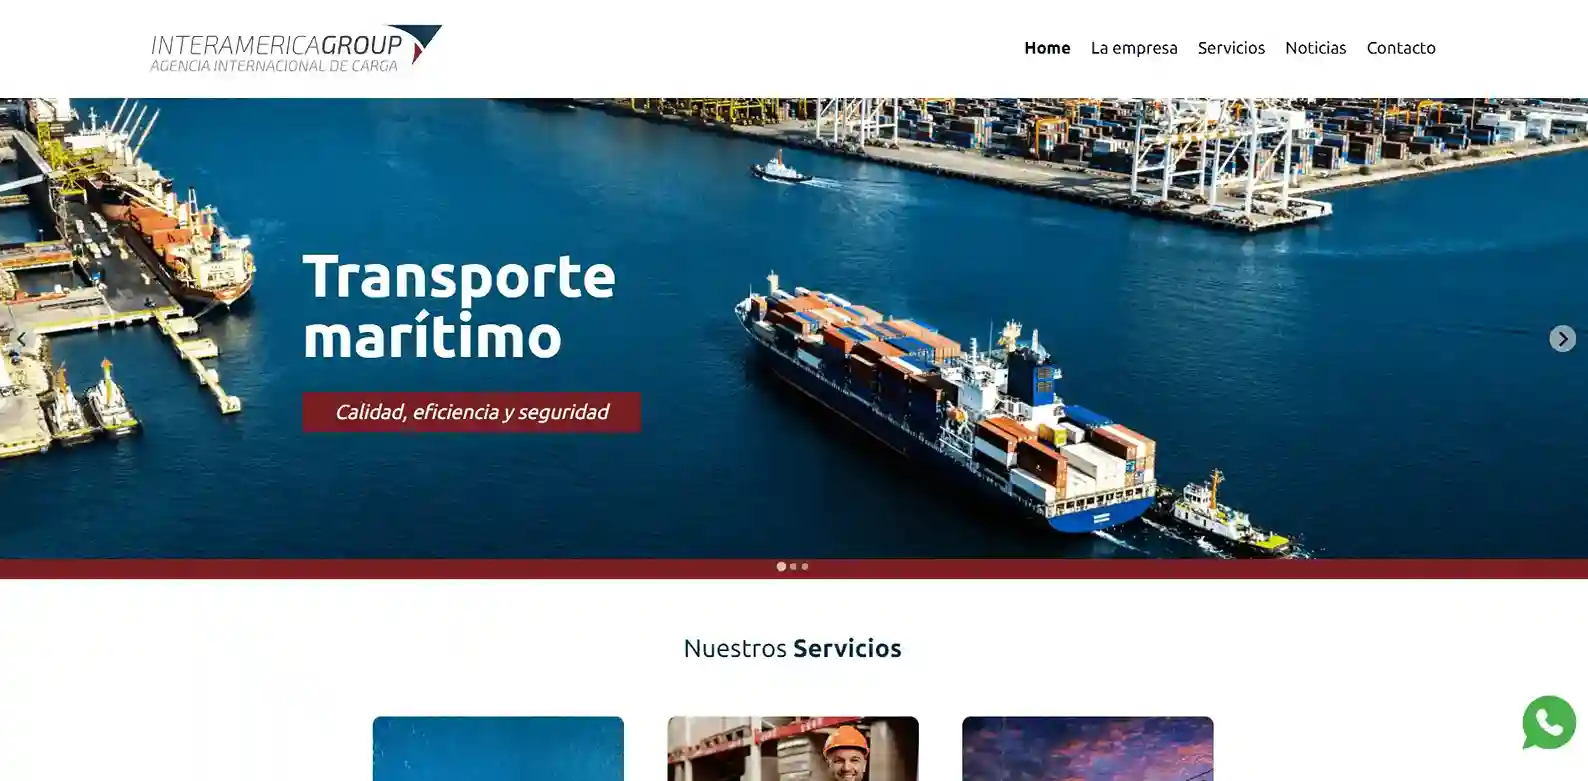 INTERAMERICAGROUP
AGENCIA INTERNACIONAL DE CARGA
Home La empresa Servicios Noticias Contacto
Transporte
marítimo
Calidad, eficiencia y seguridad
Nuestros Servicios